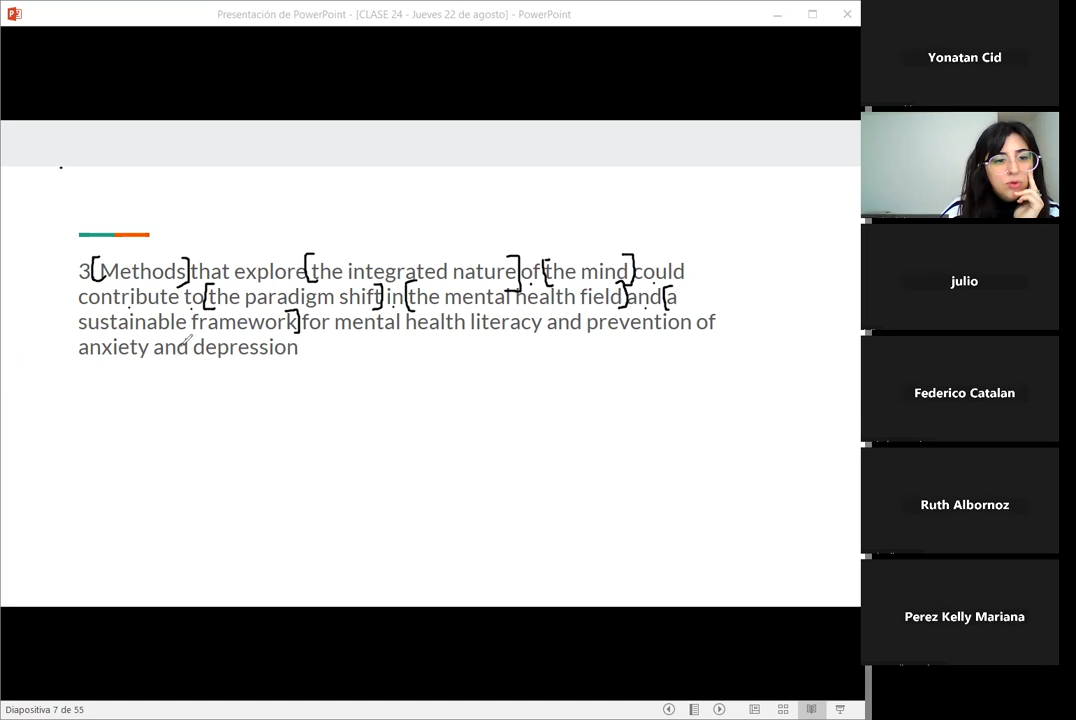 Presentación de PowerPoint - [CLASE 24 - Jueves 22 de agosto] - PowerPoint
3. Methods that explore the integrated nature of the mind could
contribute to the paradigm shift in the mental health field and a
sustainable framework for mental health literacy and prevention of
anxiety and depression
Diapositiva 7 de 55
Yonatan Cid
julio
Federico Catalan
Ruth Albornoz
Perez Kelly Mariana